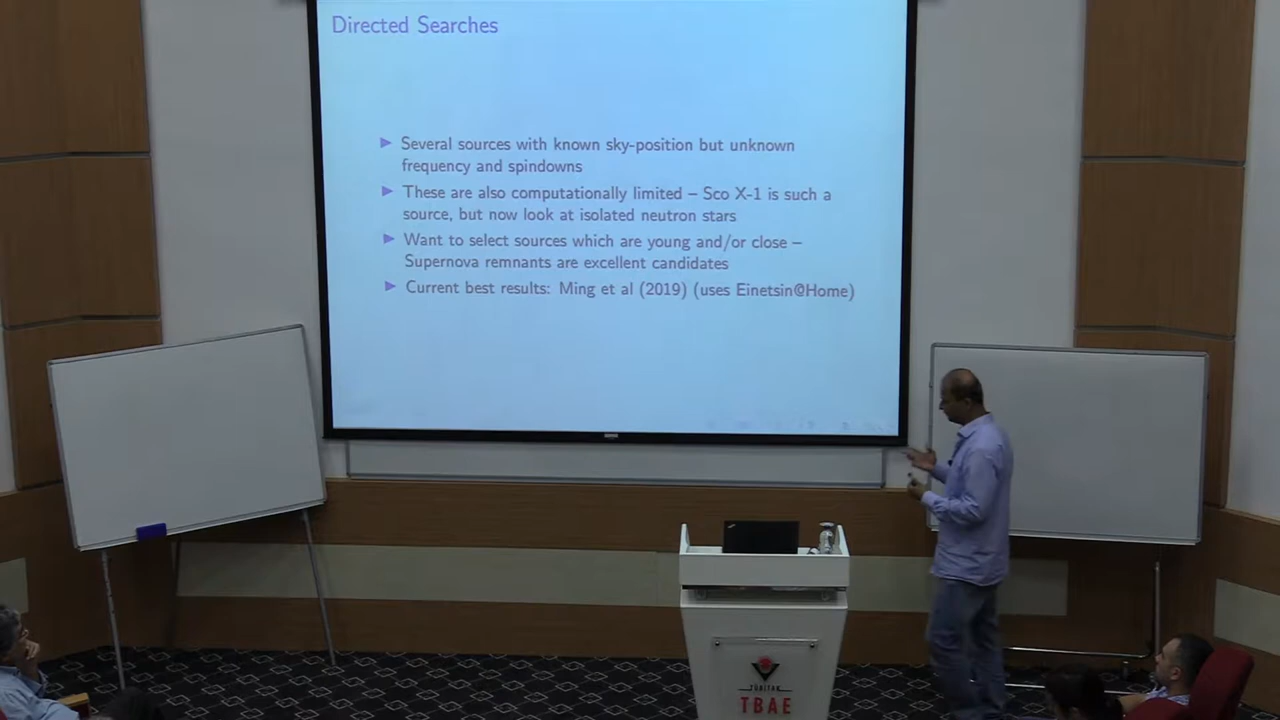 Directed Searches
▶ Several sources with known sky-position but unknown
frequency and spindowns
▶ These are also computationally limited – Sco X-1 is such a
source, but now look at isolated neutron stars
▶ Want to select sources which are young and/or close –
Supernova remnants are excellent candidates
▶ Current best results: Ming et al (2019) (uses Einetsin@Home)
TÜBİTAK
TBAE